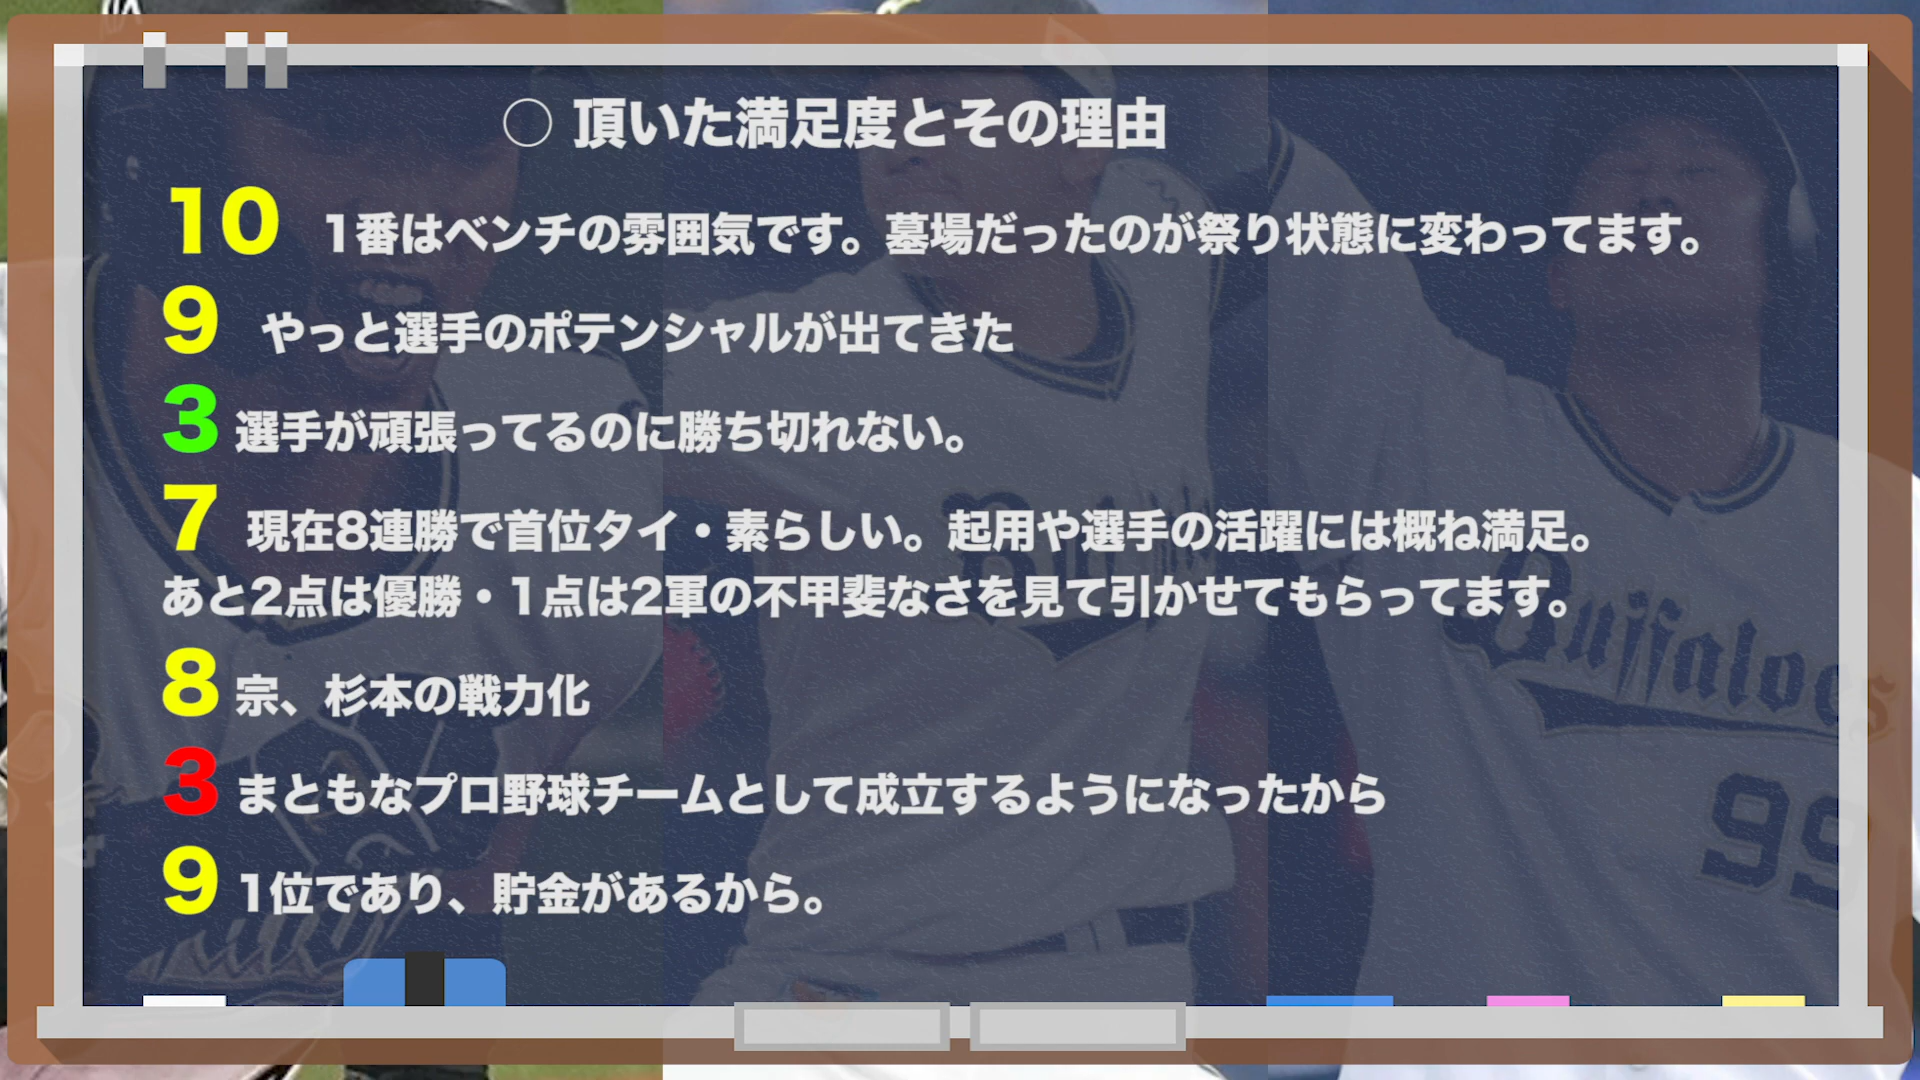 ○ 頂いた満足度とその理由
10 1番はベンチの雰囲気です。墓場だったのが祭り状態に変わってます。
9 やっと選手のポテンシャルが出てきた
3 選手が頑張ってるのに勝ち切れない。
7 現在8連勝で首位タイ・素らしい。起用や選手の活躍には概ね満足。
あと2点は優勝・1点は2軍の不甲斐なさを見て引かせてもらってます。
8 宗、杉本の戦力化
3 まともなプロ野球チームとして成立するようになったから
9 1位であり、貯金があるから。
Buffaloes
99